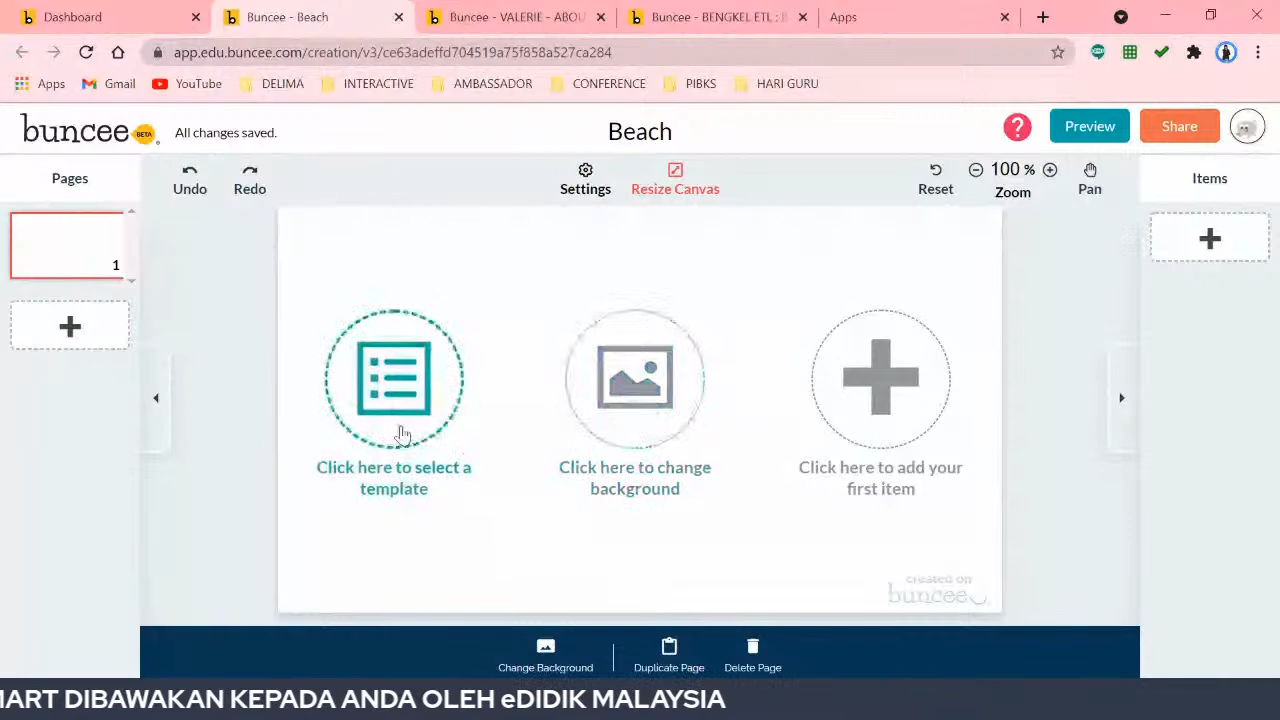 Dashboard
Buncee - Beach
Buncee - VALERIE - ABOU
Buncee - BENGKEL ETL : B
Apps
app.edu.buncee.com/creation/v3/ce63adeffd704519a75f858a527ca284
Apps
Gmail
YouTube
DELIMA
INTERACTIVE
AMBASSADOR
CONFERENCE
PIBKS
HARI GURU
buncee BETA
All changes saved.
Beach
Preview
Share
Pages
Undo
Redo
Settings
Resize Canvas
Reset
100 %
Zoom
Pan
Items
1
Click here to select a
template
Click here to change
background
Click here to add your
first item
created on
buncee
Change Background
Duplicate Page
Delete Page
MART DIBAWAKAN KEPADA ANDA OLEH eDIDIK MALAYSIA